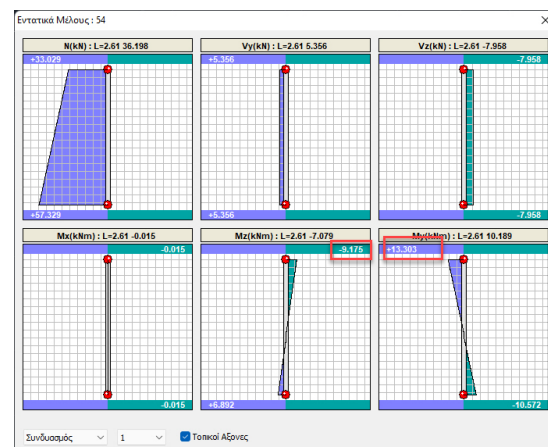 Εντατικά Μέλους : 54
N(kN) : L=2.61 36.198
Vy(kN) : L=2.61 5.356
Vz(kN) : L=2.61 -7.958
+33.029
+5.356
-7.958
+57.329
+5.356
-7.958
Mx(kNm) : L=2.61 -0.015
Mz(kNm) : L=2.61 -7.079
My(kNm) : L=2.61 10.189
-0.015
-9.175
+13.303
-0.015
+6.892
-10.572
Συνδυασμός
1
Τοπικοί Αξονες